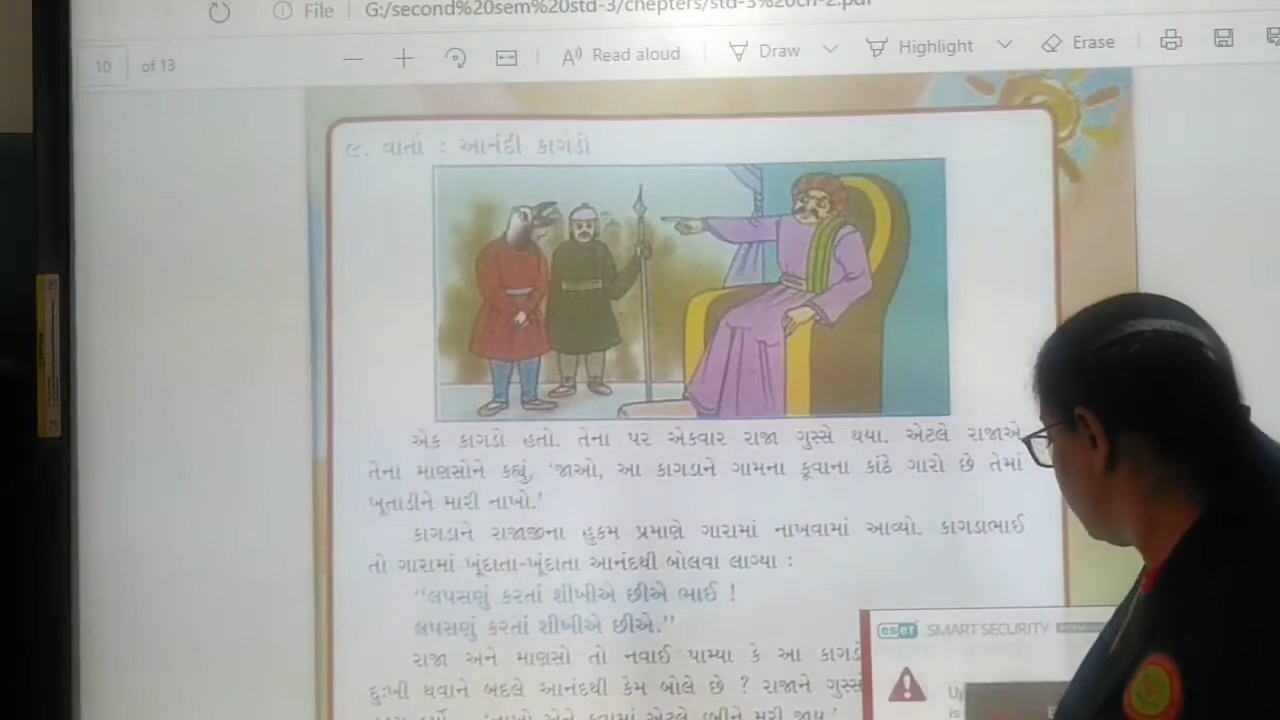 File | G:/second%20sem%20std-3/chepters/std-3%20ch-2.pdf
10 of 13
Read aloud
Draw
Highlight
Erase
૯. વાર્તા : આનંદી કાગડો
એક કાગડો હતો. તેના પર એકવાર રાજા ગુસ્સે થયા. એટલે રાજાએ
તેના માણસોને કહ્યું, ‘જાઓ, આ કાગડાને ગામના કૂવાના કાંઠે ગારો છે તેમાં
ખૂતાડીને મારી નાખો.’
કાગડાને રાજાજીના હુકમ પ્રમાણે ગારામાં નાખવામાં આવ્યો. કાગડાભાઈ
તો ગારામાં ખૂંદાતા-ખૂંદાતા આનંદથી બોલવા લાગ્યા :
“લપસણું કરતાં શીખીએ છીએ ભાઈ !
લપસણું કરતાં શીખીએ છીએ.”
રાજા અને માણસો તો નવાઈ પામ્યા કે આ
દુઃખી થવાને બદલે આનંદથી કેમ બોલે છે ? રાજાને
eset SMART SECURITY